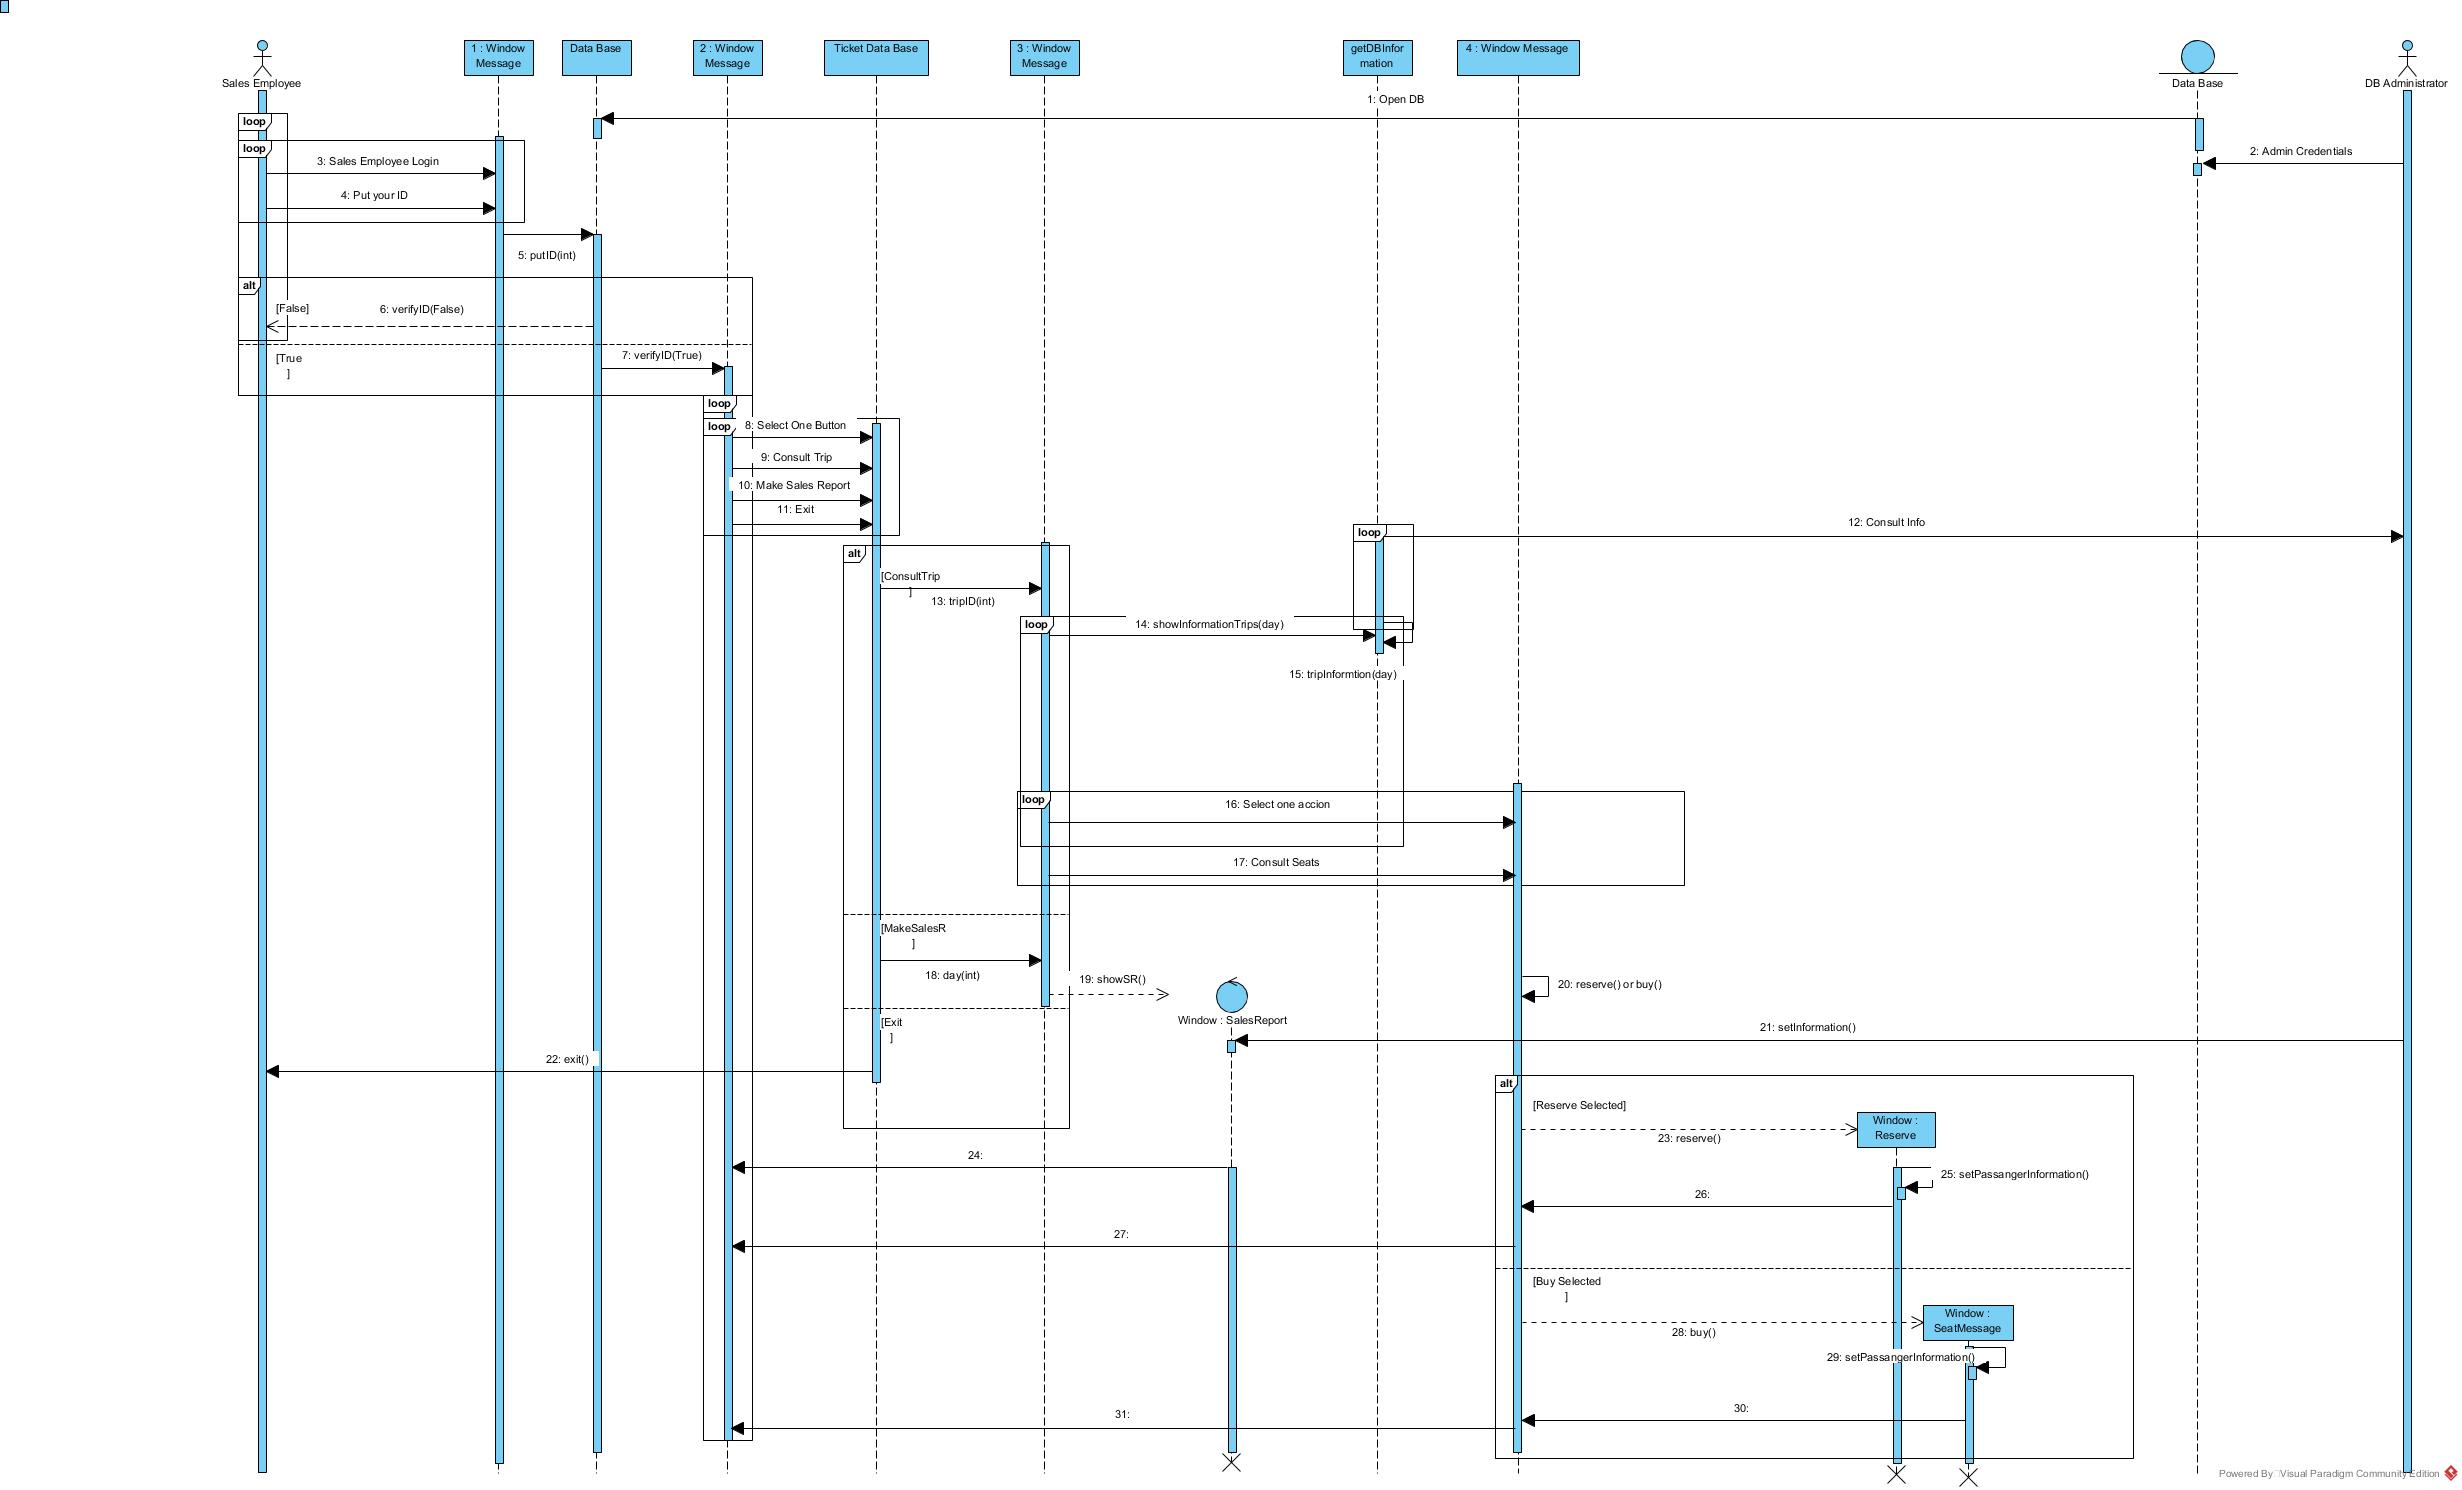 1 : Window
Message
Data Base
2 : Window
Message
Ticket Data Base
3 : Window
Message
getDBInfor
mation
4 : Window Message
Sales Employee
Data Base
DB Administrator
1: Open DB
loop
loop
2: Admin Credentials
3: Sales Employee Login
4: Put your ID
5: putID(int)
alt
[False]
6: verifyID(False)
[True
]
7: verifyID(True)
loop
loop
8: Select One Button
9: Consult Trip
10: Make Sales Report
11: Exit
loop
12: Consult Info
alt
[ConsultTrip
]
13: tripID(int)
loop
14: showInformationTrips(day)
15: tripInformtion(day)
loop
16: Select one accion
17: Consult Seats
[MakeSalesR
]
18: day(int)
19: showSR()
20: reserve() or buy()
Window : SalesReport
[Exit
]
21: setInformation()
22: exit()
alt
[Reserve Selected]
Window :
Reserve
23: reserve()
24:
25: setPassangerInformation()
26:
27:
[Buy Selected
]
Window :
SeatMessage
28: buy()
29: setPassangerInformation()
30:
31:
Powered By Visual Paradigm Community Edition